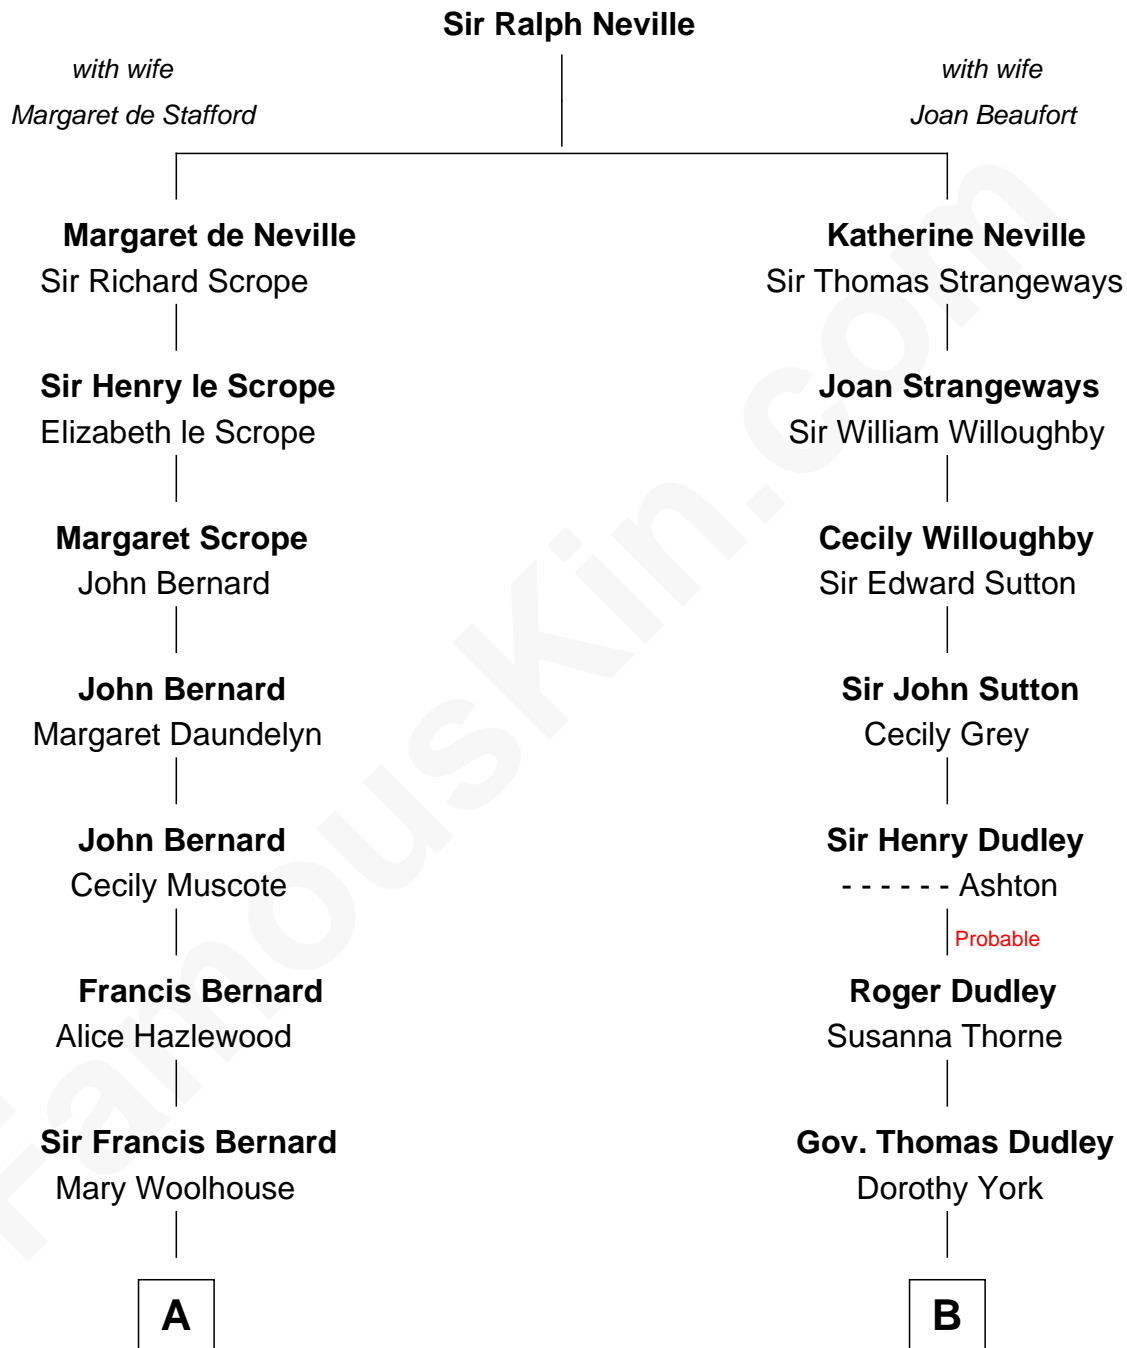 Sir Ralph Neville
with wife
Margaret de Stafford
with wife
Joan Beaufort
Margaret de Neville
Sir Richard Scrope
Katherine Neville
Sir Thomas Strangeways
Sir Henry le Scrope
Elizabeth le Scrope
Joan Strangeways
Sir William Willoughby
Margaret Scrope
John Bernard
Cecily Willoughby
Sir Edward Sutton
John Bernard
Margaret Daundelyn
Sir John Sutton
Cecily Grey
John Bernard
Cecily Muscote
Sir Henry Dudley
- - - - - - Ashton
Probable
Francis Bernard
Alice Hazlewood
Roger Dudley
Susanna Thorne
Sir Francis Bernard
Mary Woolhouse
Gov. Thomas Dudley
Dorothy York
A
B
FamousKin.com